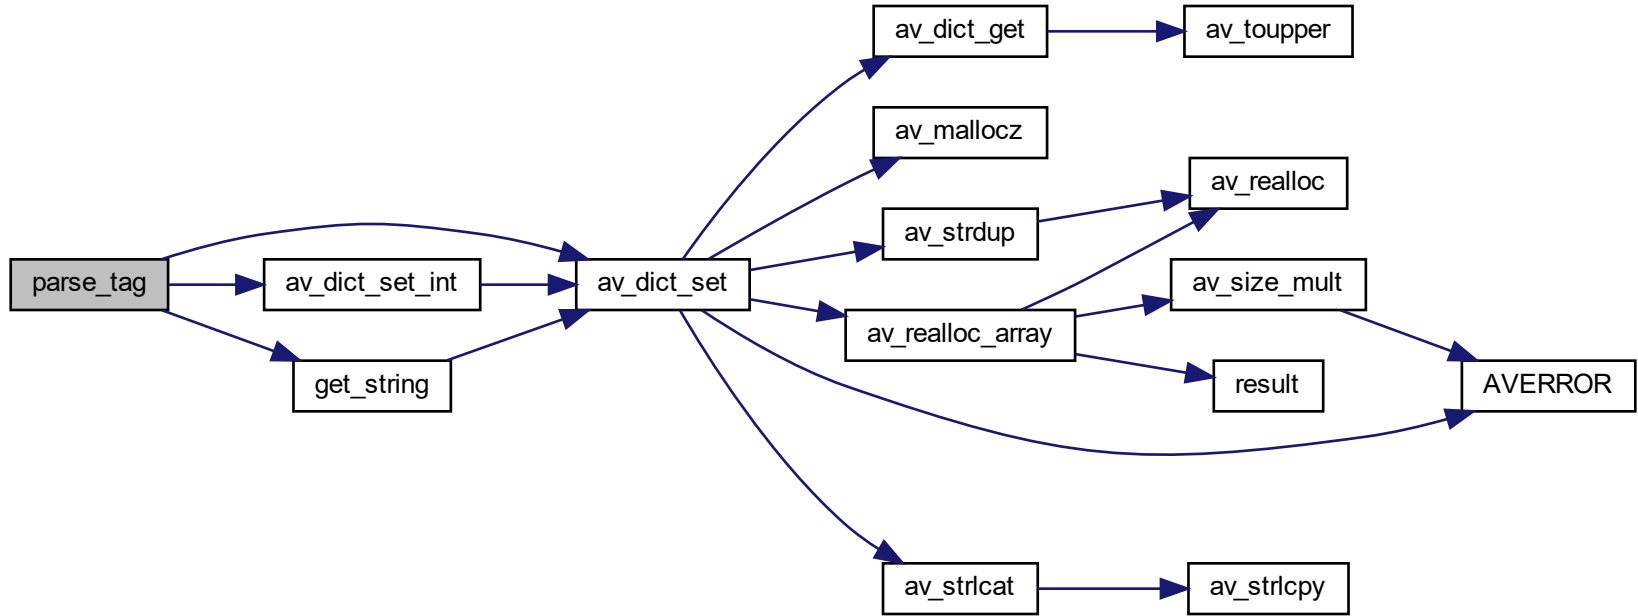 av_dict_get
av_toupper
av_mallocz
av_realloc
av_strdup
parse_tag
av_dict_set_int
av_dict_set
av_size_mult
av_realloc_array
get_string
result
AVERROR
av_strlcat
av_strlcpy